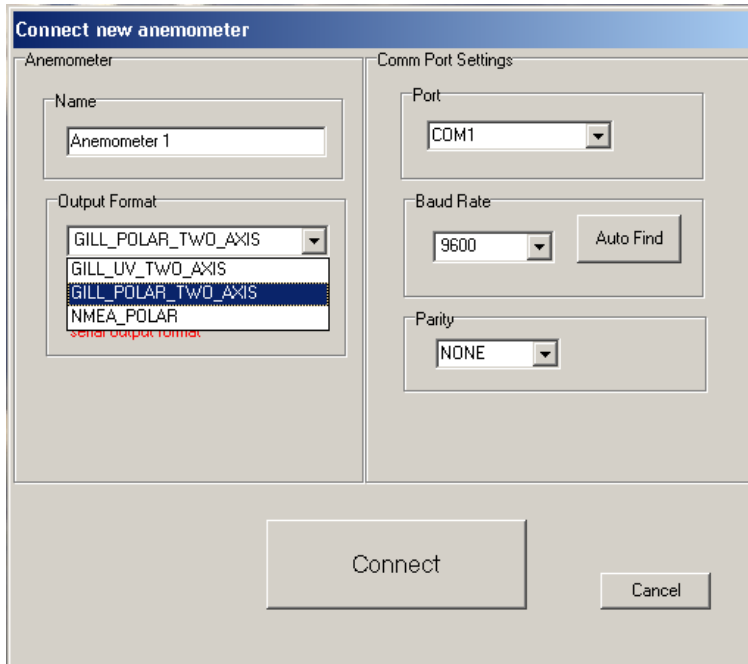 Connect new anemometer
Anemometer
Name
Anemometer 1
Output Format
GILL_POLAR_TWO_AXIS
GILL_UV_TWO_AXIS
GILL_POLAR_TWO_AXIS
NMEA_POLAR
serial output format
Comm Port Settings
Port
COM1
Baud Rate
9600
Auto Find
Parity
NONE
Connect
Cancel